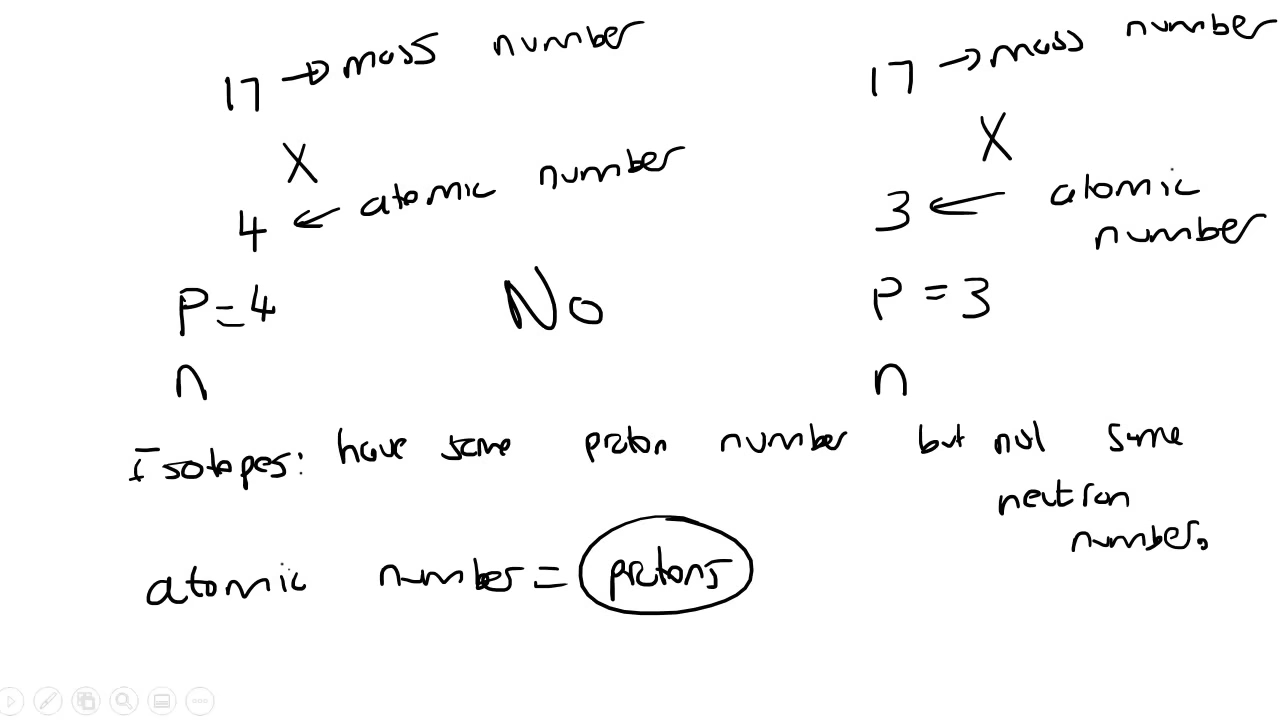 17 → mass number
X
4 ← atomic number
P = 4
n
17 → mass number
X
3 ← atomic
number
P = 3
n
No
Isotopes: have same proton number but not same
neutron
number.
atomic number = protons